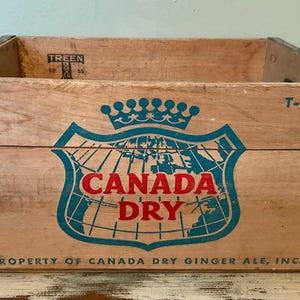 TREEN
T-
CANADA
DRY
PROPERTY OF CANADA DRY GINGER ALE, INC.